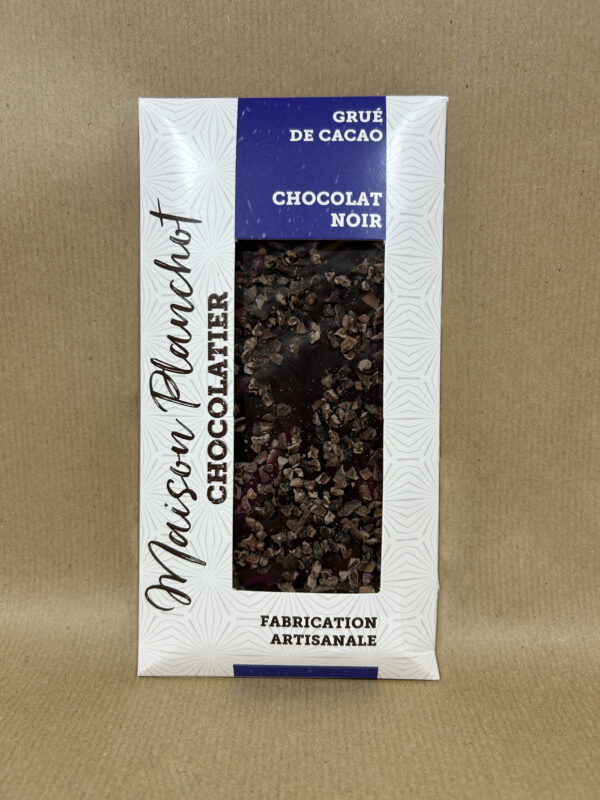 GRUÉ
DE CACAO
CHOCOLAT
NOIR
Maison Planchot
CHOCOLATIER
FABRICATION
ARTISANALE